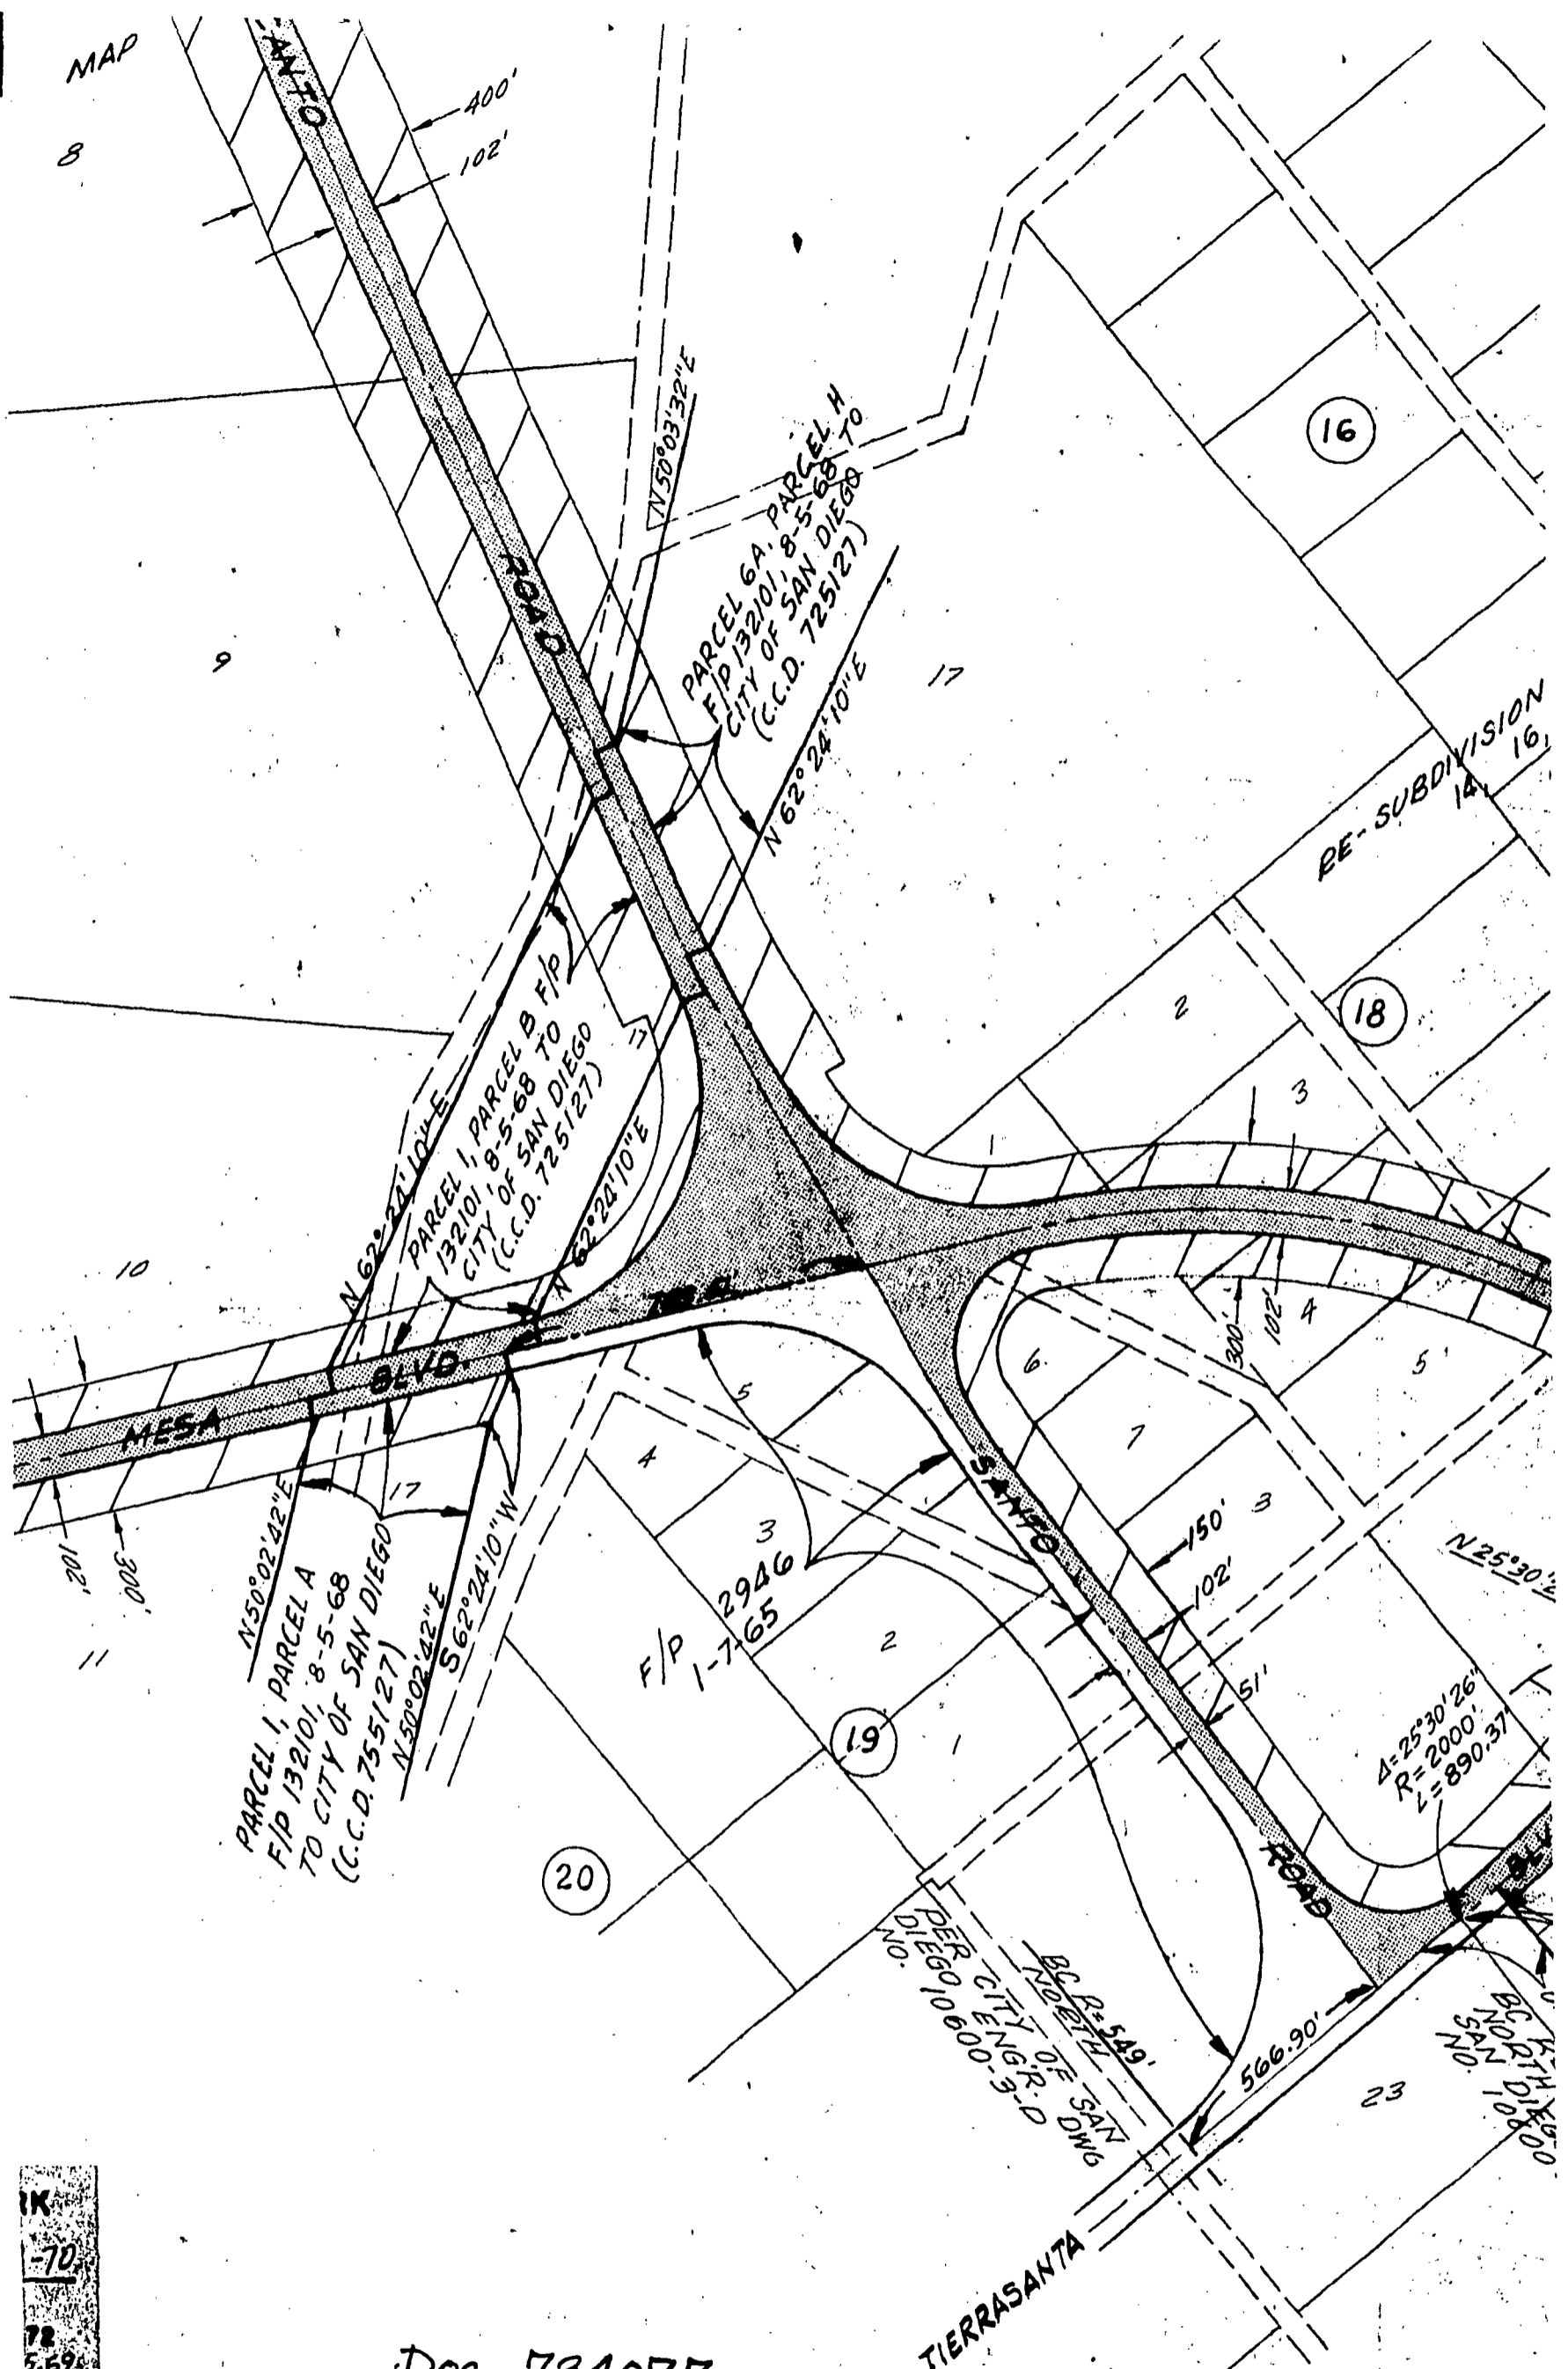 MAP
8
ANTO
400'
102'
N 50°03'32"E
PARCEL 6A, PARCEL H
F/P 132101, 8-5-68 TO
CITY OF SAN DIEGO
(C.C.D. 725127)
N 62°24'10"E
16
9
ROAD
17
RE-SUBDIVISION
14, 16,
2
18
3
1
N 62°24'10"E
PARCEL 1, PARCEL B F/P
132101, 8-5-68 TO
CITY OF SAN DIEGO
(C.C.D. 725127)
17
N 62°24'10"E
10
MESA
BLVD.
300'
102'
4
5
6
7
3
5
4
3
2
1
17
102'
300'
11
N50°02'42"E
PARCEL 1, PARCEL A
F/P 132101, 8-5-68
TO CITY OF SAN DIEGO
(C.C.D. 755127)
N50°02'42"E
S62°24'10"W
F/P 2946
1-7-65
SANTO
150'
102'
51'
N25°30'
Δ=25°30'26"
R=2000'
L=890.37'
19
20
ROAD
PER CITY OF SAN
DIEGO ENG'R. DWG
NO. 10600-3-D
BC R=549'
NORTH
566.90'
23
TIERRASANTA
-70
72